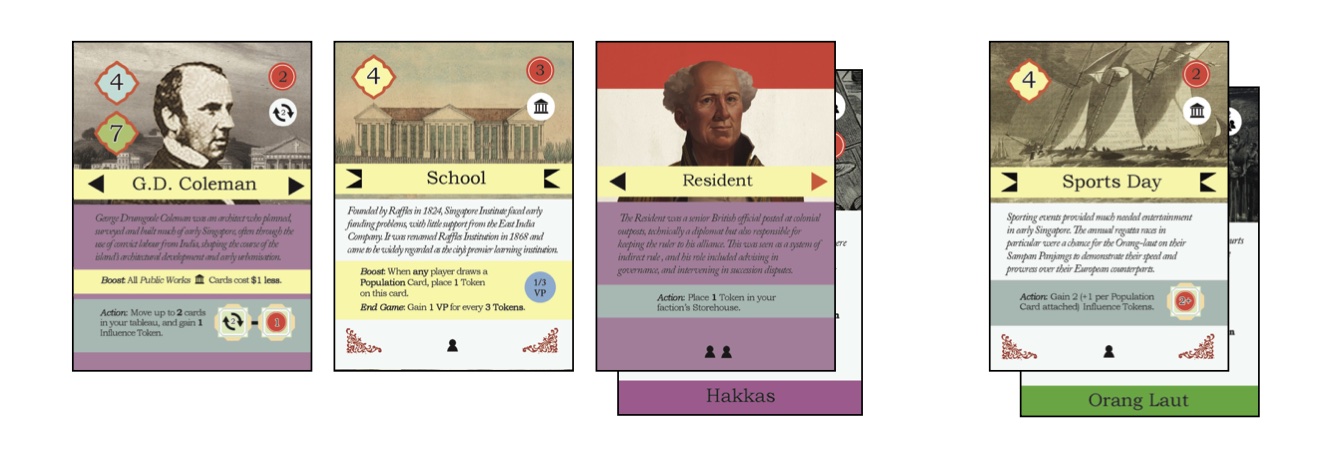 4
2
2
7
G.D. Coleman
George Drumgoole Coleman was an architect who planned,
surveyed and built much of early Singapore, often through the
use of convict labour from India, shaping the course of the
island's architectural development and early urbanisation.
Boost: All Public Works Cards cost $1 less.
Action: Move up to 2 cards
in your tableau, and gain 1
Influence Token.
2
1
4
3
School
Founded by Raffles in 1824, Singapore Institute faced early
funding problems, with little support from the East India
Company. It was renamed Raffles Institution in 1868 and
came to be widely regarded as the city's premier learning institution.
Boost: When any player draws a
Population Card, place 1 Token
on this card.
1/3
VP
End Game: Gain 1 VP for every 3 Tokens.
Resident
The Resident was a senior British official posted at colonial
outposts, technically a diplomat but also responsible for
keeping the ruler to his alliance. This was seen as a system of
indirect rule, and his role included advising in
governance, and intervening in succession disputes.
Action: Place 1 Token in your
faction's Storehouse.
Hakkas
4
2
Sports Day
Sporting events provided much needed entertainment
in early Singapore. The annual regatta races in
particular were a chance for the Orang-laut on their
Sampan Panjangs to demonstrate their speed and
prowess over their European counterparts.
Action: Gain 2 (+1 per Population
Card attached) Influence Tokens.
2+
Orang Laut